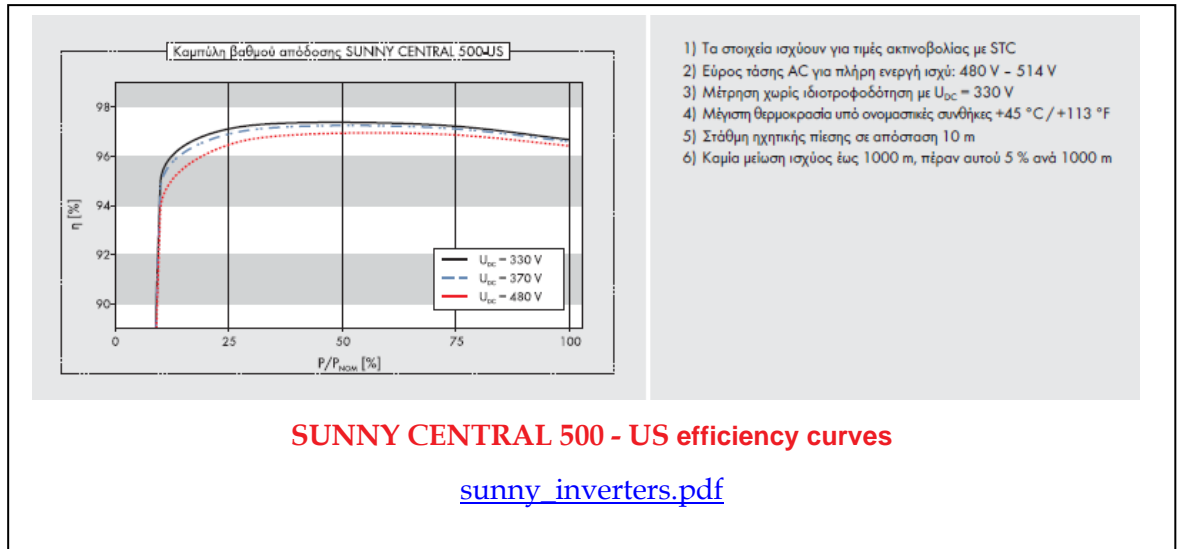 Καμπύλη βαθμού απόδοσης SUNNY CENTRAL 500-US
98
96
94
92
90
η [%]
U_DC = 330 V
U_DC = 370 V
U_DC = 480 V
0 25 50 75 100
P/P_NOM [%]
1) Τα στοιχεία ισχύουν για τιμές ακτινοβολίας με STC
2) Εύρος τάσης AC για πλήρη ενεργή ισχύ: 480 V – 514 V
3) Μέτρηση χωρίς ιδιοτροφοδότηση με U_DC = 330 V
4) Μέγιστη θερμοκρασία υπό ονομαστικές συνθήκες +45 °C / +113 °F
5) Στάθμη ηχητικής πίεσης σε απόσταση 10 m
6) Καμία μείωση ισχύος έως 1000 m, πέραν αυτού 5 % ανά 1000 m
SUNNY CENTRAL 500 - US efficiency curves
sunny_inverters.pdf